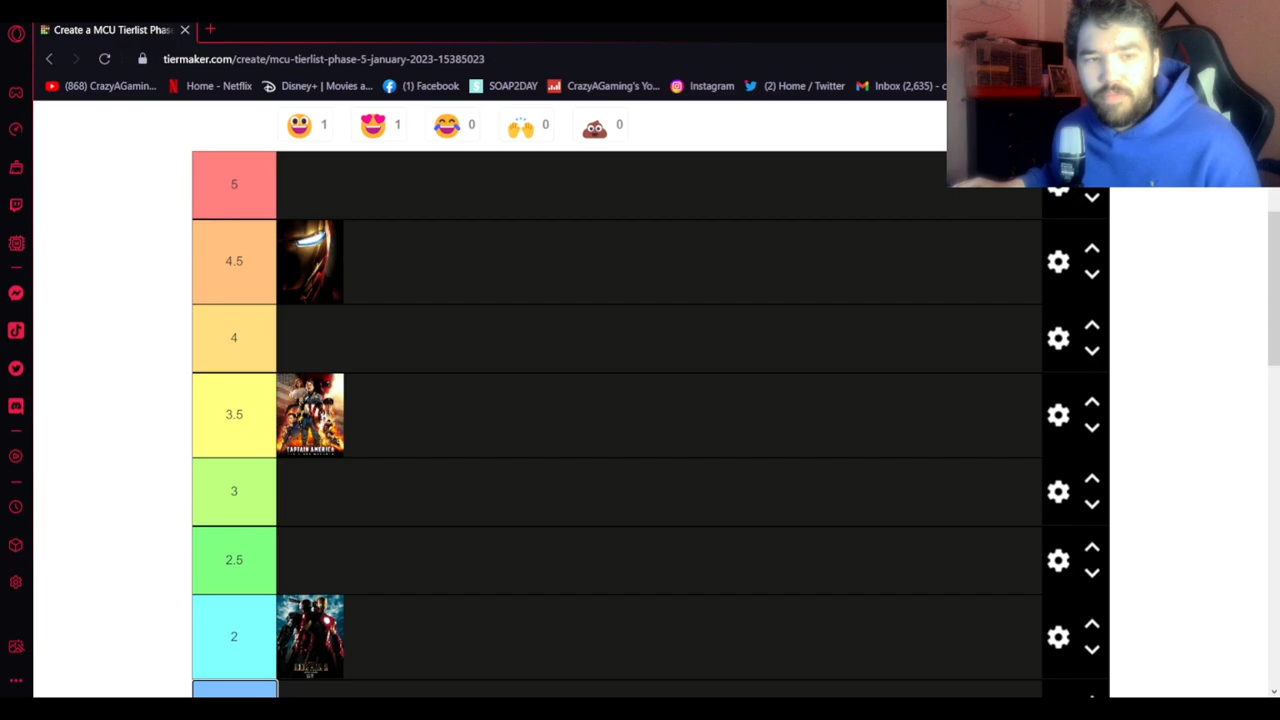 Create a MCU Tierlist Phas
tiermaker.com/create/mcu-tierlist-phase-5-january-2023-15385023
(868) CrazyAGamin... Home - Netflix Disney+ | Movies a... (1) Facebook SOAP2DAY CrazyAGaming's Yo... Instagram (2) Home / Twitter Inbox (2,635) - c
1 1 0 0 0
5
4.5
4
3.5
CAPTAIN AMERICA
3
2.5
2